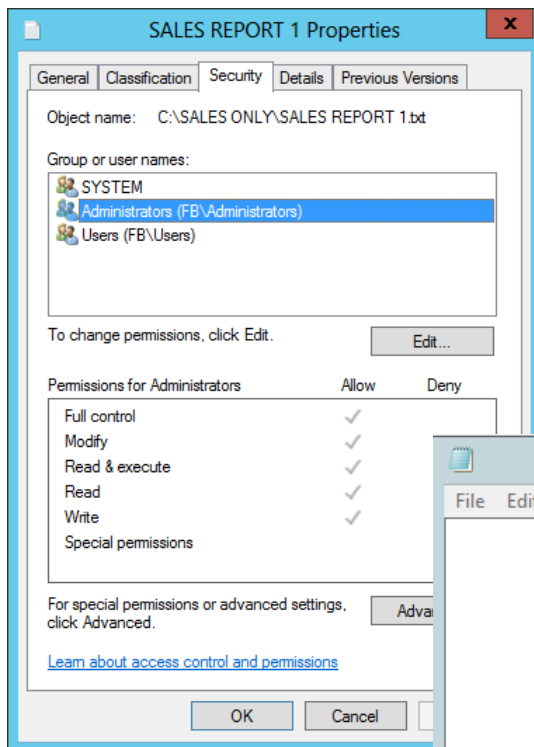 SALES REPORT 1 Properties
x
General Classification Security Details Previous Versions
Object name: C:\SALES ONLY\SALES REPORT 1.txt
Group or user names:
SYSTEM
Administrators (FB\Administrators)
Users (FB\Users)
To change permissions, click Edit.
Edit...
Permissions for Administrators Allow Deny
Full control
Modify
Read & execute
Read
Write
Special permissions
File Edi
For special permissions or advanced settings,
click Advanced.
Adva
Learn about access control and permissions
OK Cancel